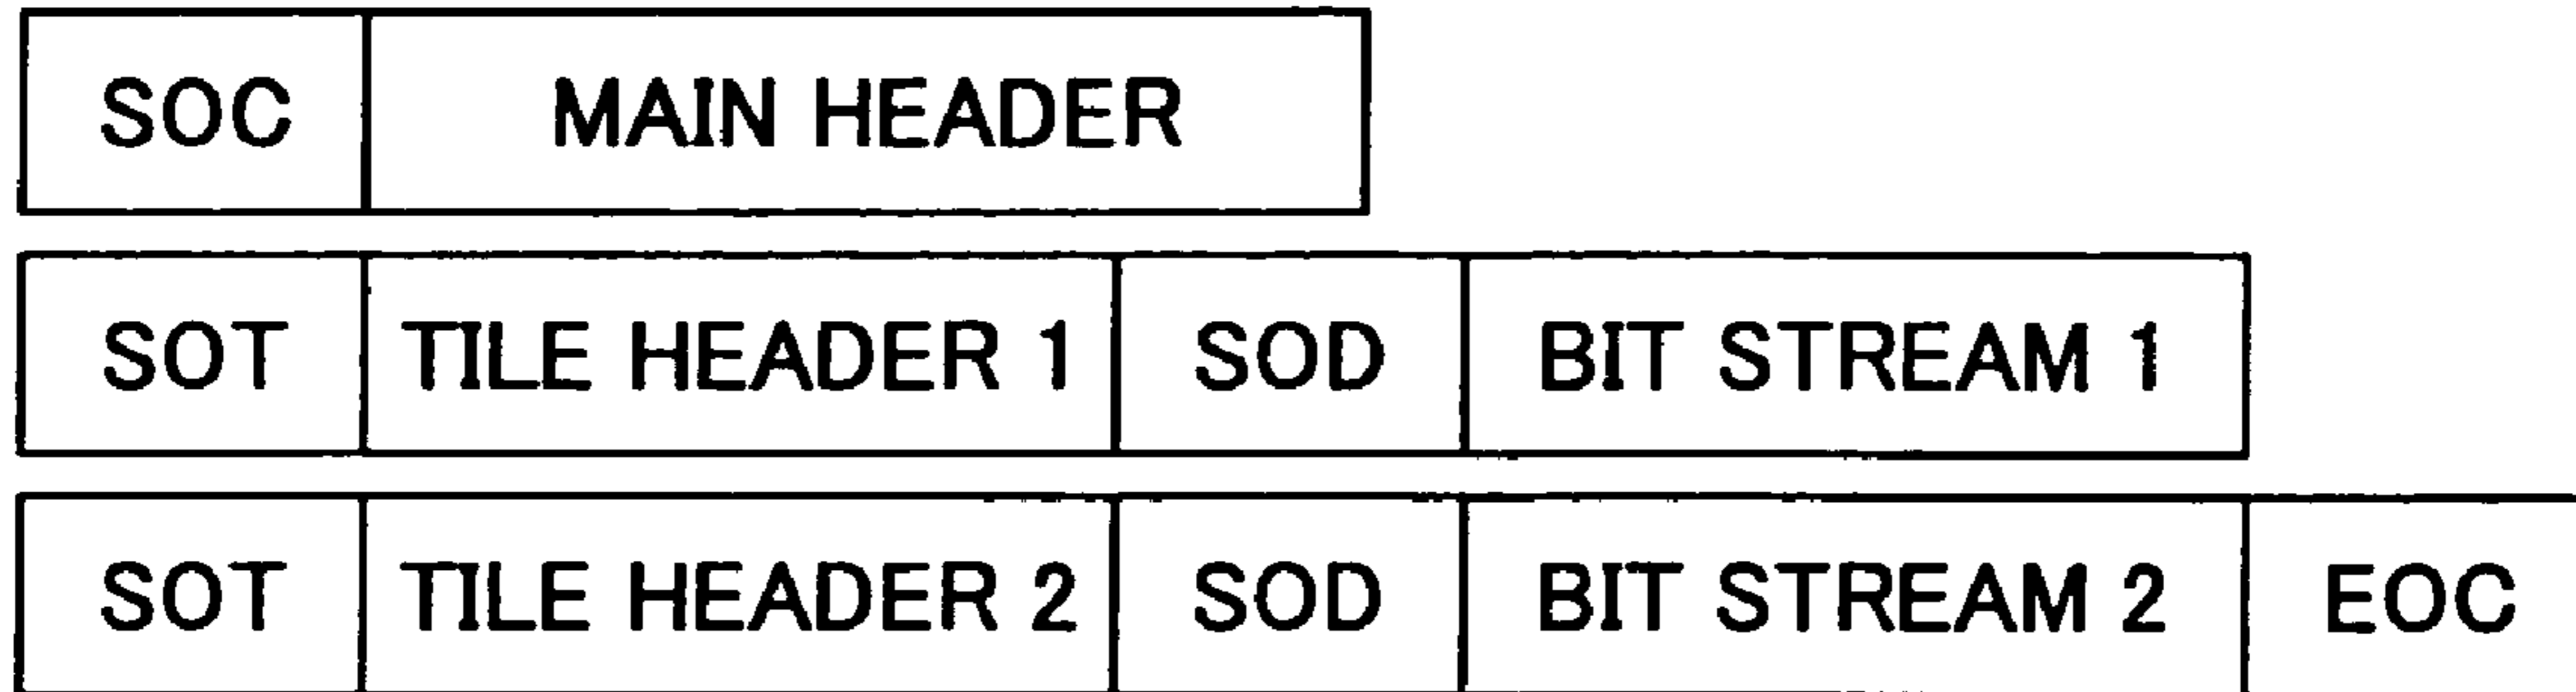 SOC MAIN HEADER
SOT TILE HEADER 1 SOD BIT STREAM 1
SOT TILE HEADER 2 SOD BIT STREAM 2 EOC